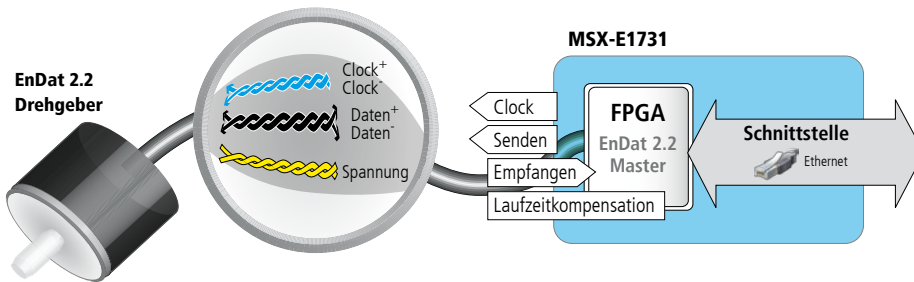 EnDat 2.2
Drehgeber
Clock+
Clock-
Daten+
Daten-
Spannung
MSX-E1731
Clock
Senden
Empfangen
Laufzeitkompensation
FPGA
EnDat 2.2
Master
Schnittstelle
Ethernet